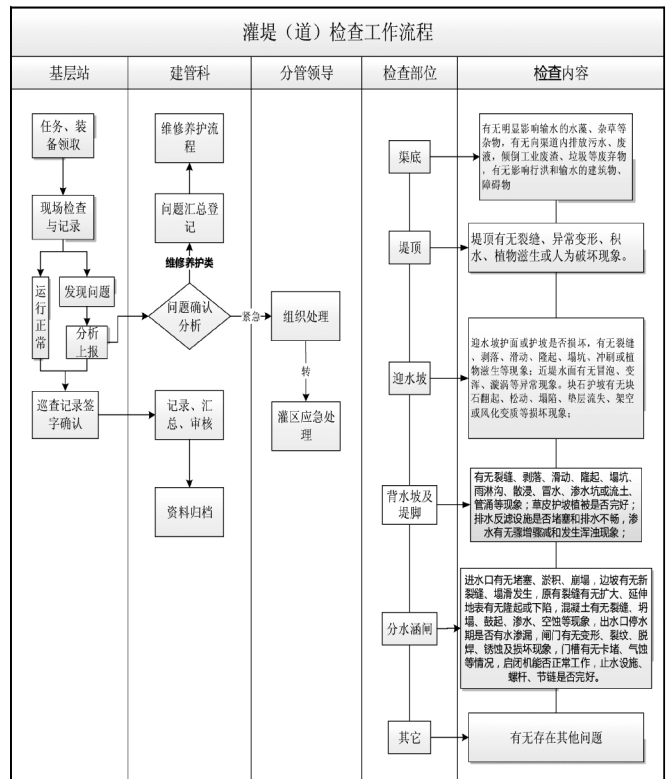 灌堤（道）检查工作流程
基层站
建管科
分管领导
检查部位
检查内容
任务、装
备领取
现场检查
与记录
运行正常
发现问题
分析
上报
巡查记录签
字确认
维修养护流
程
问题汇总登
记
维修养护类
问题确认
分析
紧急
记录、汇
总、审核
资料归档
组织处理
转
灌区应急处
理
渠底
有无明显影响输水的水藻、杂草等
杂物，有无向渠道内排放污水、废
液，倾倒工业废渣、垃圾等废弃物
，有无影响行洪和输水的建筑物、
障碍物
堤顶
堤顶有无裂缝、异常变形、积
水、植物滋生或人为破坏现象。
迎水坡
迎水坡护面或护坡是否损坏，有无裂缝
、剥落、滑动、隆起、塌坑、冲刷或植
物滋生等现象；近堤水面有无冒泡、变
浑、漩涡等异常现象。块石护坡有无块
石翻起、松动、塌陷、垫层流失、架空
或风化变质等损坏现象；
背水坡及
堤脚
有无裂缝、剥落、滑动、隆起、塌坑、
雨淋沟、散浸、冒水、渗水坑或流土、
管涌等现象；草皮护坡植被是否完好；
排水反滤设施是否堵塞和排水不畅，渗
水有无骤增骤减和发生浑浊现象；
分水涵闸
进水口有无堵塞、淤积、崩塌，边坡有无新
裂缝、塌滑发生，原有裂缝有无扩大、延伸
地表有无隆起或下陷，混凝土有无裂缝、坍
塌、鼓起、渗水、空蚀等现象，出水口停水
期是否有水渗漏，闸门有无变形、裂纹、脱
焊、锈蚀及损坏现象，门槽有无卡堵、气蚀
等情况，启闭机能否正常工作，止水设施、
螺杆、节链是否完好。
其它
有无存在其他问题